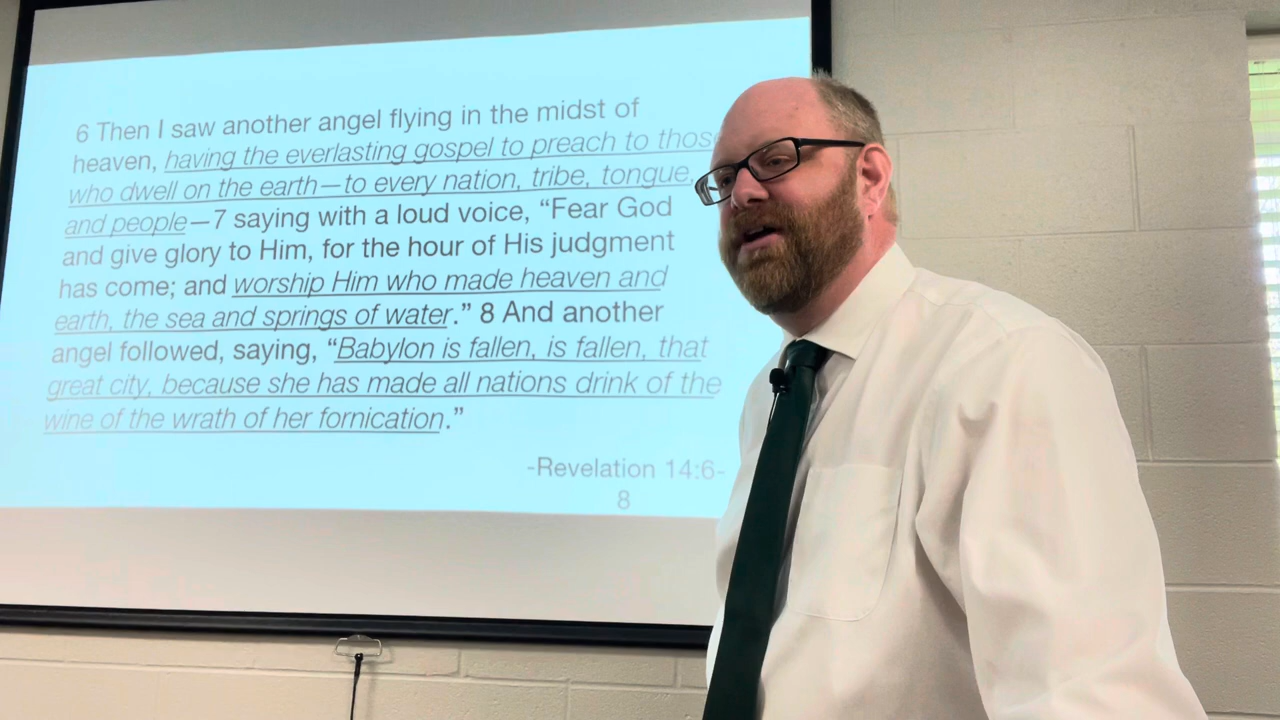 6 Then I saw another angel flying in the midst of
heaven, having the everlasting gospel to preach to those
who dwell on the earth—to every nation, tribe, tongue,
and people—7 saying with a loud voice, “Fear God
and give glory to Him, for the hour of His judgment
has come; and worship Him who made heaven and
earth, the sea and springs of water.” 8 And another
angel followed, saying, “Babylon is fallen, is fallen, that
great city, because she has made all nations drink of the
wine of the wrath of her fornication.”
-Revelation 14:6-
8